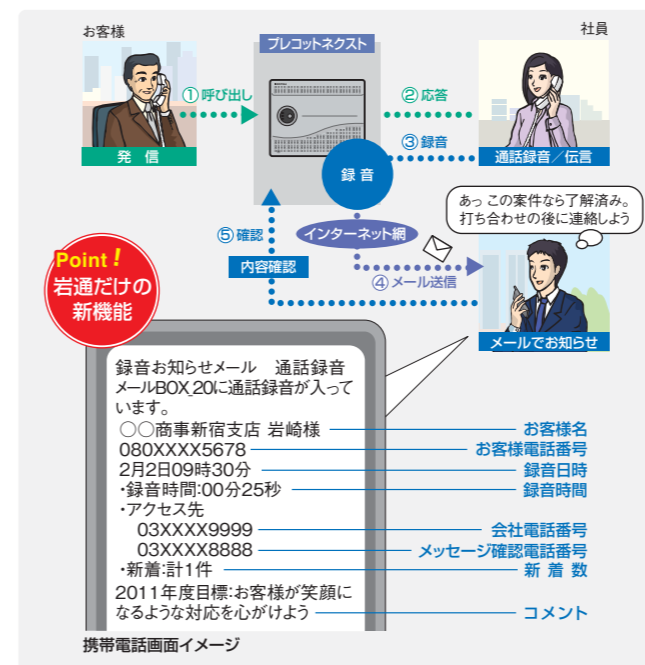 お客様
社員
プレコットネクスト
①呼び出し
②応答
③録音
発 信
通話録音／伝言
録 音
あっ この案件なら了解済み。
打ち合わせの後に連絡しよう
⑤確認
インターネット網
内容確認
④メール送信
Point!
岩通だけの
新機能
メールでお知らせ
録音お知らせメール　通話録音
メールBOX_20に通話録音が入って
います。
○○商事新宿支店 岩崎様
お客様名
080XXXX5678
お客様電話番号
2月2日09時30分
録音日時
・録音時間:00分25秒
録音時間
・アクセス先
03XXXX9999
会社電話番号
03XXXX8888
メッセージ確認電話番号
・新着:計1件
新 着 数
2011年度目標:お客様が笑顔に
なるような対応を心がけよう
コメント
携帯電話画面イメージ